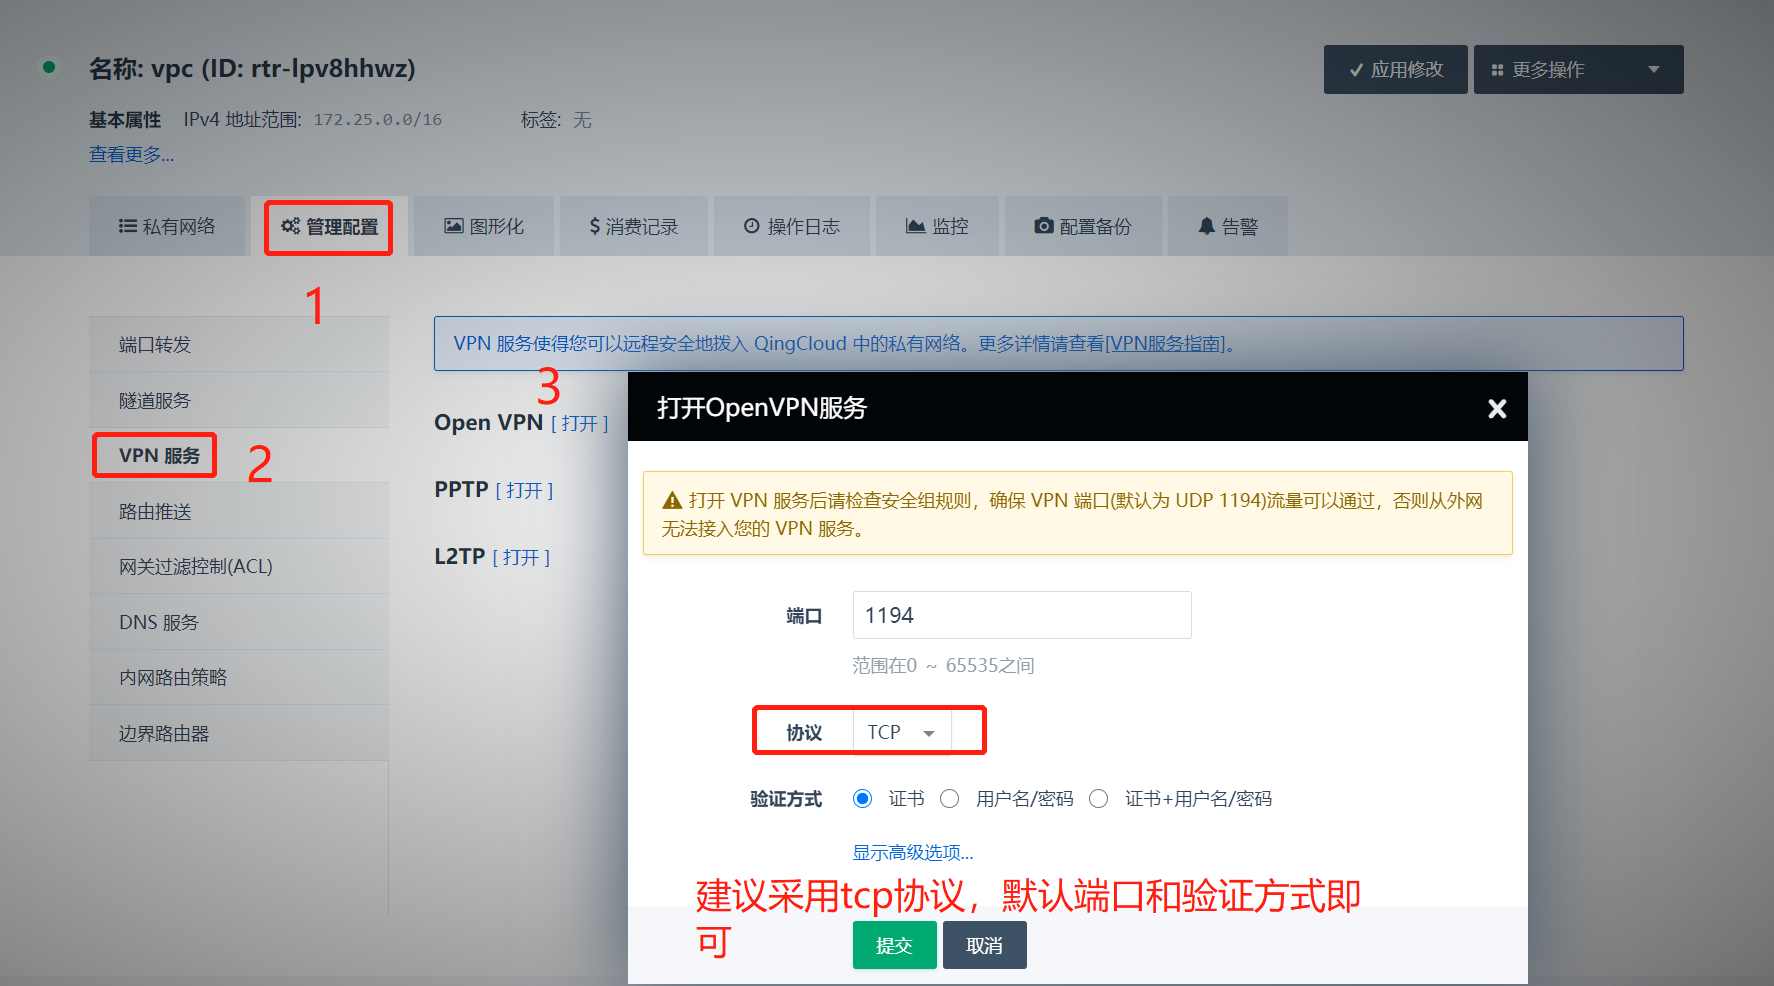 名称: vpc (ID: rtr-lpv8hhwz)
应用修改
更多操作
基本属性 IPv4 地址范围: 172.25.0.0/16 标签: 无
查看更多...
私有网络
管理配置
图形化
消费记录
操作日志
监控
配置备份
告警
1
端口转发
隧道服务
VPN 服务
2
路由推送
网关过滤控制(ACL)
DNS 服务
内网路由策略
边界路由器
VPN 服务使得您可以远程安全地拨入 QingCloud 中的私有网络。更多详情请查看[VPN服务指南]。
3
Open VPN [ 打开 ]
PPTP [ 打开 ]
L2TP [ 打开 ]
打开OpenVPN服务
打开 VPN 服务后请检查安全组规则，确保 VPN 端口(默认为 UDP 1194)流量可以通过，否则从外网
无法接入您的 VPN 服务。
端口 1194
范围在0 ~ 65535之间
协议 TCP
验证方式 证书 用户名/密码 证书+用户名/密码
显示高级选项...
建议采用tcp协议，默认端口和验证方式即
可
提交
取消